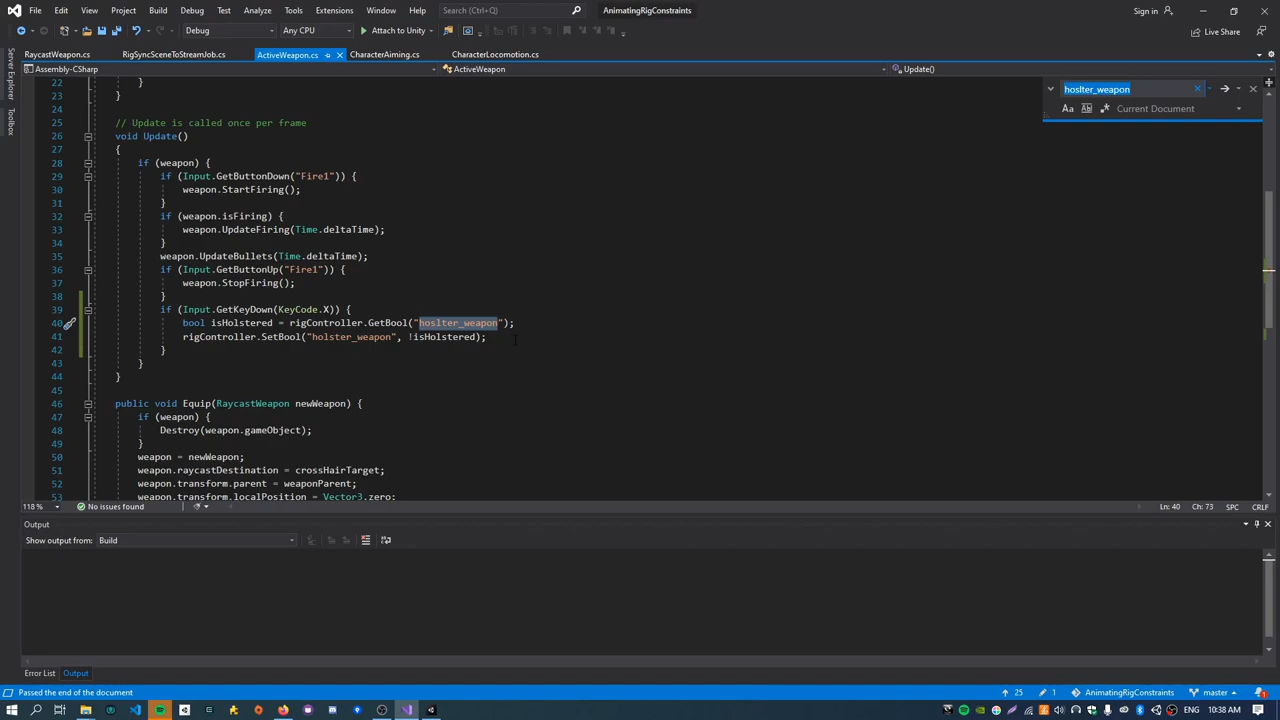 File Edit View Git Project Build Debug Test Analyze Tools Extensions Window Help Search (Ctrl+Q) AnimatingRigConstraints Sign in
Debug Any CPU Attach to Unity Live Share
RaycastWeapon.cs RigSyncSceneToStreamJob.cs ActiveWeapon.cs CharacterAiming.cs CharacterLocomotion.cs
Assembly-CSharp ActiveWeapon Update()
Server Explorer
Toolbox
hoslter_weapon
Aa Current Document
22 }
23 }
24
25 // Update is called once per frame
26 void Update()
27 {
28 if (weapon) {
29 if (Input.GetButtonDown("Fire1")) {
30 weapon.StartFiring();
31 }
32 if (weapon.isFiring) {
33 weapon.UpdateFiring(Time.deltaTime);
34 }
35 weapon.UpdateBullets(Time.deltaTime);
36 if (Input.GetButtonUp("Fire1")) {
37 weapon.StopFiring();
38 }
39 if (Input.GetKeyDown(KeyCode.X)) {
40 bool isHolstered = rigController.GetBool("hoslter_weapon");
41 rigController.SetBool("holster_weapon", !isHolstered);
42 }
43 }
44 }
45
46 public void Equip(RaycastWeapon newWeapon) {
47 if (weapon) {
48 Destroy(weapon.gameObject);
49 }
50 weapon = newWeapon;
51 weapon.raycastDestination = crossHairTarget;
52 weapon.transform.parent = weaponParent;
53 weapon.transform.localPosition = Vector3.zero;
118 % No issues found Ln: 40 Ch: 73 SPC CRLF
Output
Show output from: Build
Error List Output
Passed the end of the document 25 1 AnimatingRigConstraints master 1
ENG 10:38 AM